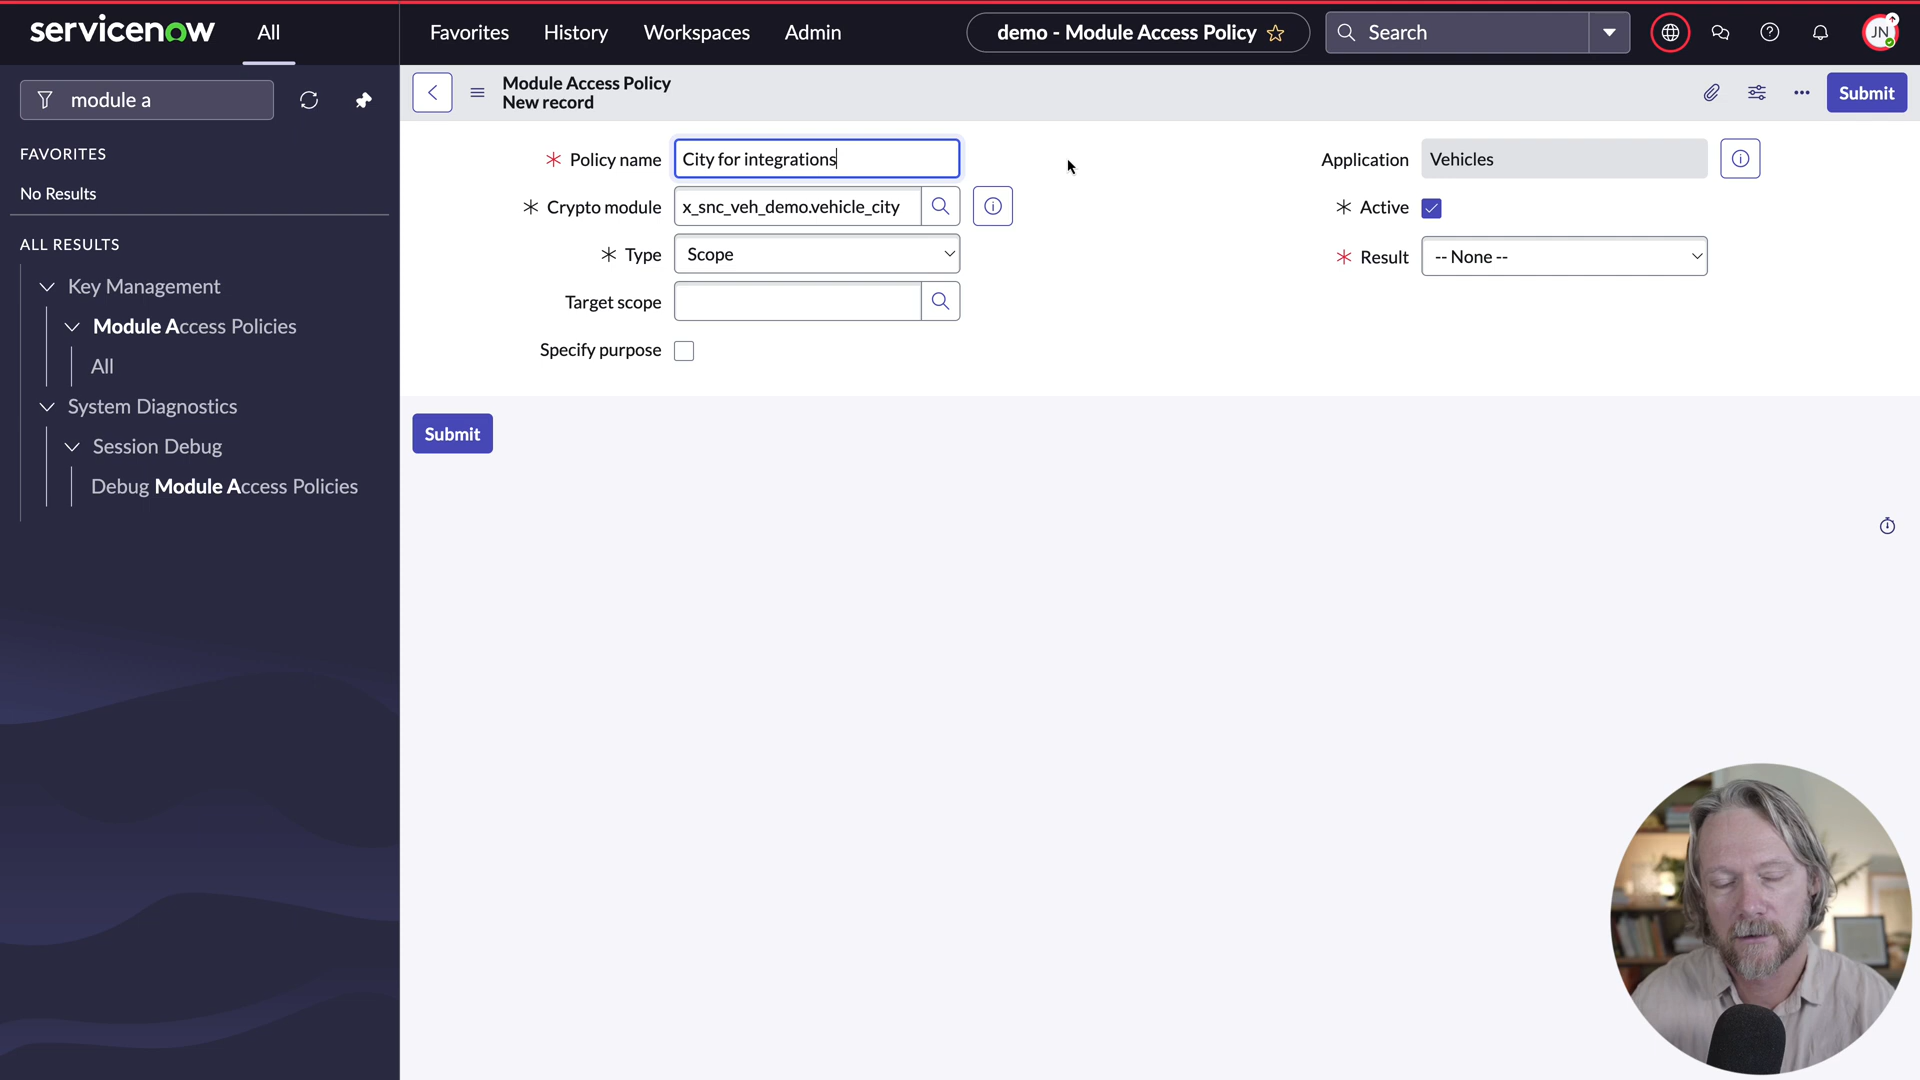 servicenow
All
Favorites
History
Workspaces
Admin
demo - Module Access Policy
Search
JN
module a
Module Access Policy
New record
Submit
FAVORITES
No Results
ALL RESULTS
Key Management
Module Access Policies
All
System Diagnostics
Session Debug
Debug Module Access Policies
* Policy name City for integrations
* Crypto module x_snc_veh_demo.vehicle_city
* Type Scope
Target scope
Specify purpose
Application Vehicles
* Active
* Result -- None --
Submit